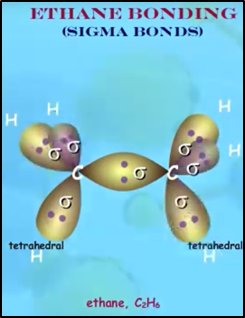 ETHANE BONDING
(SIGMA BONDS)
H H
H H
σ σ σ σ
C σ C
σ σ
tetrahedral tetrahedral
H H
ethane, C₂H₆